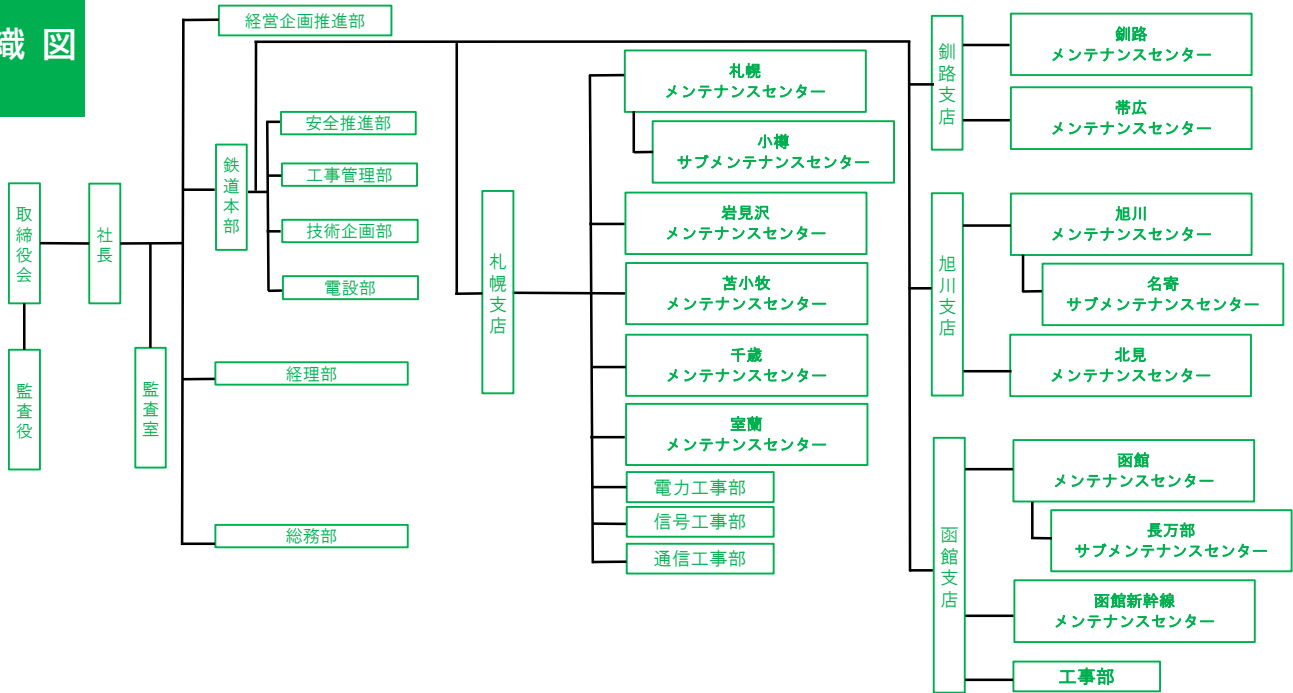 織 図
取締役会
監査役
社長
監査室
経営企画推進部
鉄道本部
安全推進部
工事管理部
技術企画部
電設部
経理部
総務部
札幌支店
札幌
メンテナンスセンター
小樽
サブメンテナンスセンター
岩見沢
メンテナンスセンター
苫小牧
メンテナンスセンター
千歳
メンテナンスセンター
室蘭
メンテナンスセンター
電力工事部
信号工事部
通信工事部
釧路支店
釧路
メンテナンスセンター
帯広
メンテナンスセンター
旭川支店
旭川
メンテナンスセンター
名寄
サブメンテナンスセンター
北見
メンテナンスセンター
函館支店
函館
メンテナンスセンター
長万部
サブメンテナンスセンター
函館新幹線
メンテナンスセンター
工事部